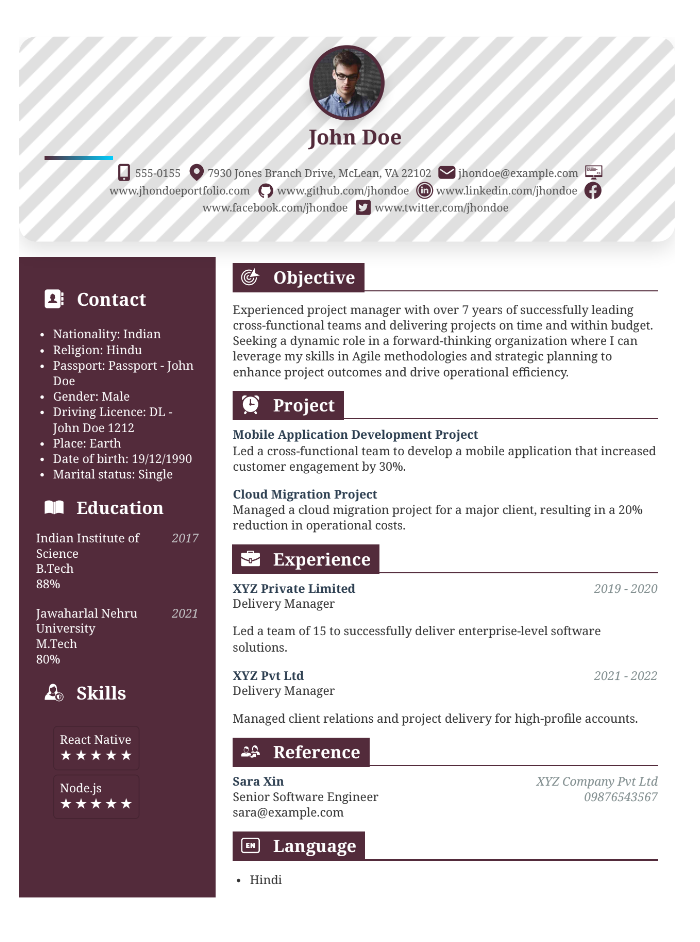 John Doe
555-0155 7930 Jones Branch Drive, McLean, VA 22102 jhondoe@example.com
www.jhondoeportfolio.com www.github.com/jhondoe www.linkedin.com/jhondoe
www.facebook.com/jhondoe www.twitter.com/jhondoe
Contact
• Nationality: Indian
• Religion: Hindu
• Passport: Passport - John
Doe
• Gender: Male
• Driving Licence: DL -
John Doe 1212
• Place: Earth
• Date of birth: 19/12/1990
• Marital status: Single
Education
Indian Institute of 2017
Science
B.Tech
88%
Jawaharlal Nehru 2021
University
M.Tech
80%
Skills
React Native
★★★★★
Node.js
★★★★★
Objective
Experienced project manager with over 7 years of successfully leading
cross-functional teams and delivering projects on time and within budget.
Seeking a dynamic role in a forward-thinking organization where I can
leverage my skills in Agile methodologies and strategic planning to
enhance project outcomes and drive operational efficiency.
Project
Mobile Application Development Project
Led a cross-functional team to develop a mobile application that increased
customer engagement by 30%.
Cloud Migration Project
Managed a cloud migration project for a major client, resulting in a 20%
reduction in operational costs.
Experience
XYZ Private Limited 2019 - 2020
Delivery Manager
Led a team of 15 to successfully deliver enterprise-level software
solutions.
XYZ Pvt Ltd 2021 - 2022
Delivery Manager
Managed client relations and project delivery for high-profile accounts.
Reference
Sara Xin XYZ Company Pvt Ltd
Senior Software Engineer 09876543567
sara@example.com
EN Language
• Hindi